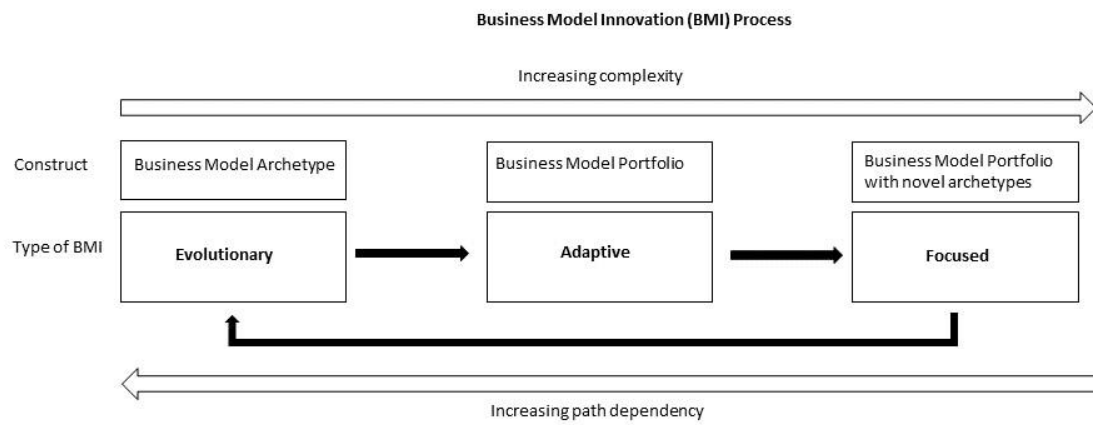 Business Model Innovation (BMI) Process
Increasing complexity
Construct
Business Model Archetype
Business Model Portfolio
Business Model Portfolio
with novel archetypes
Type of BMI
Evolutionary
Adaptive
Focused
Increasing path dependency